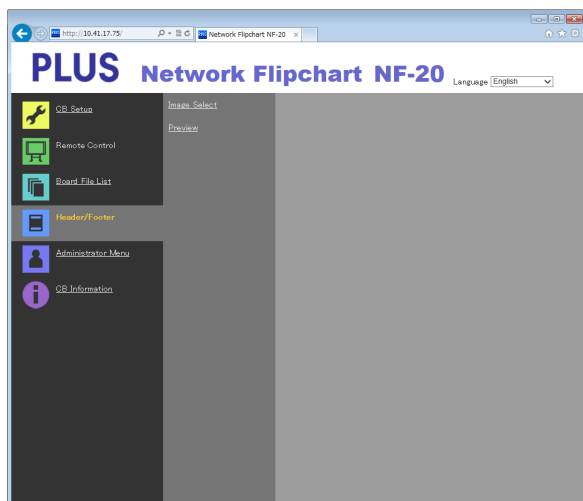 http://10.41.17.75/
Network Flipchart NF-20
PLUS Network Flipchart NF-20
Language English
CB Setup
Remote Control
Board File List
Header/Footer
Administrator Menu
CB Information
Image Select
Preview